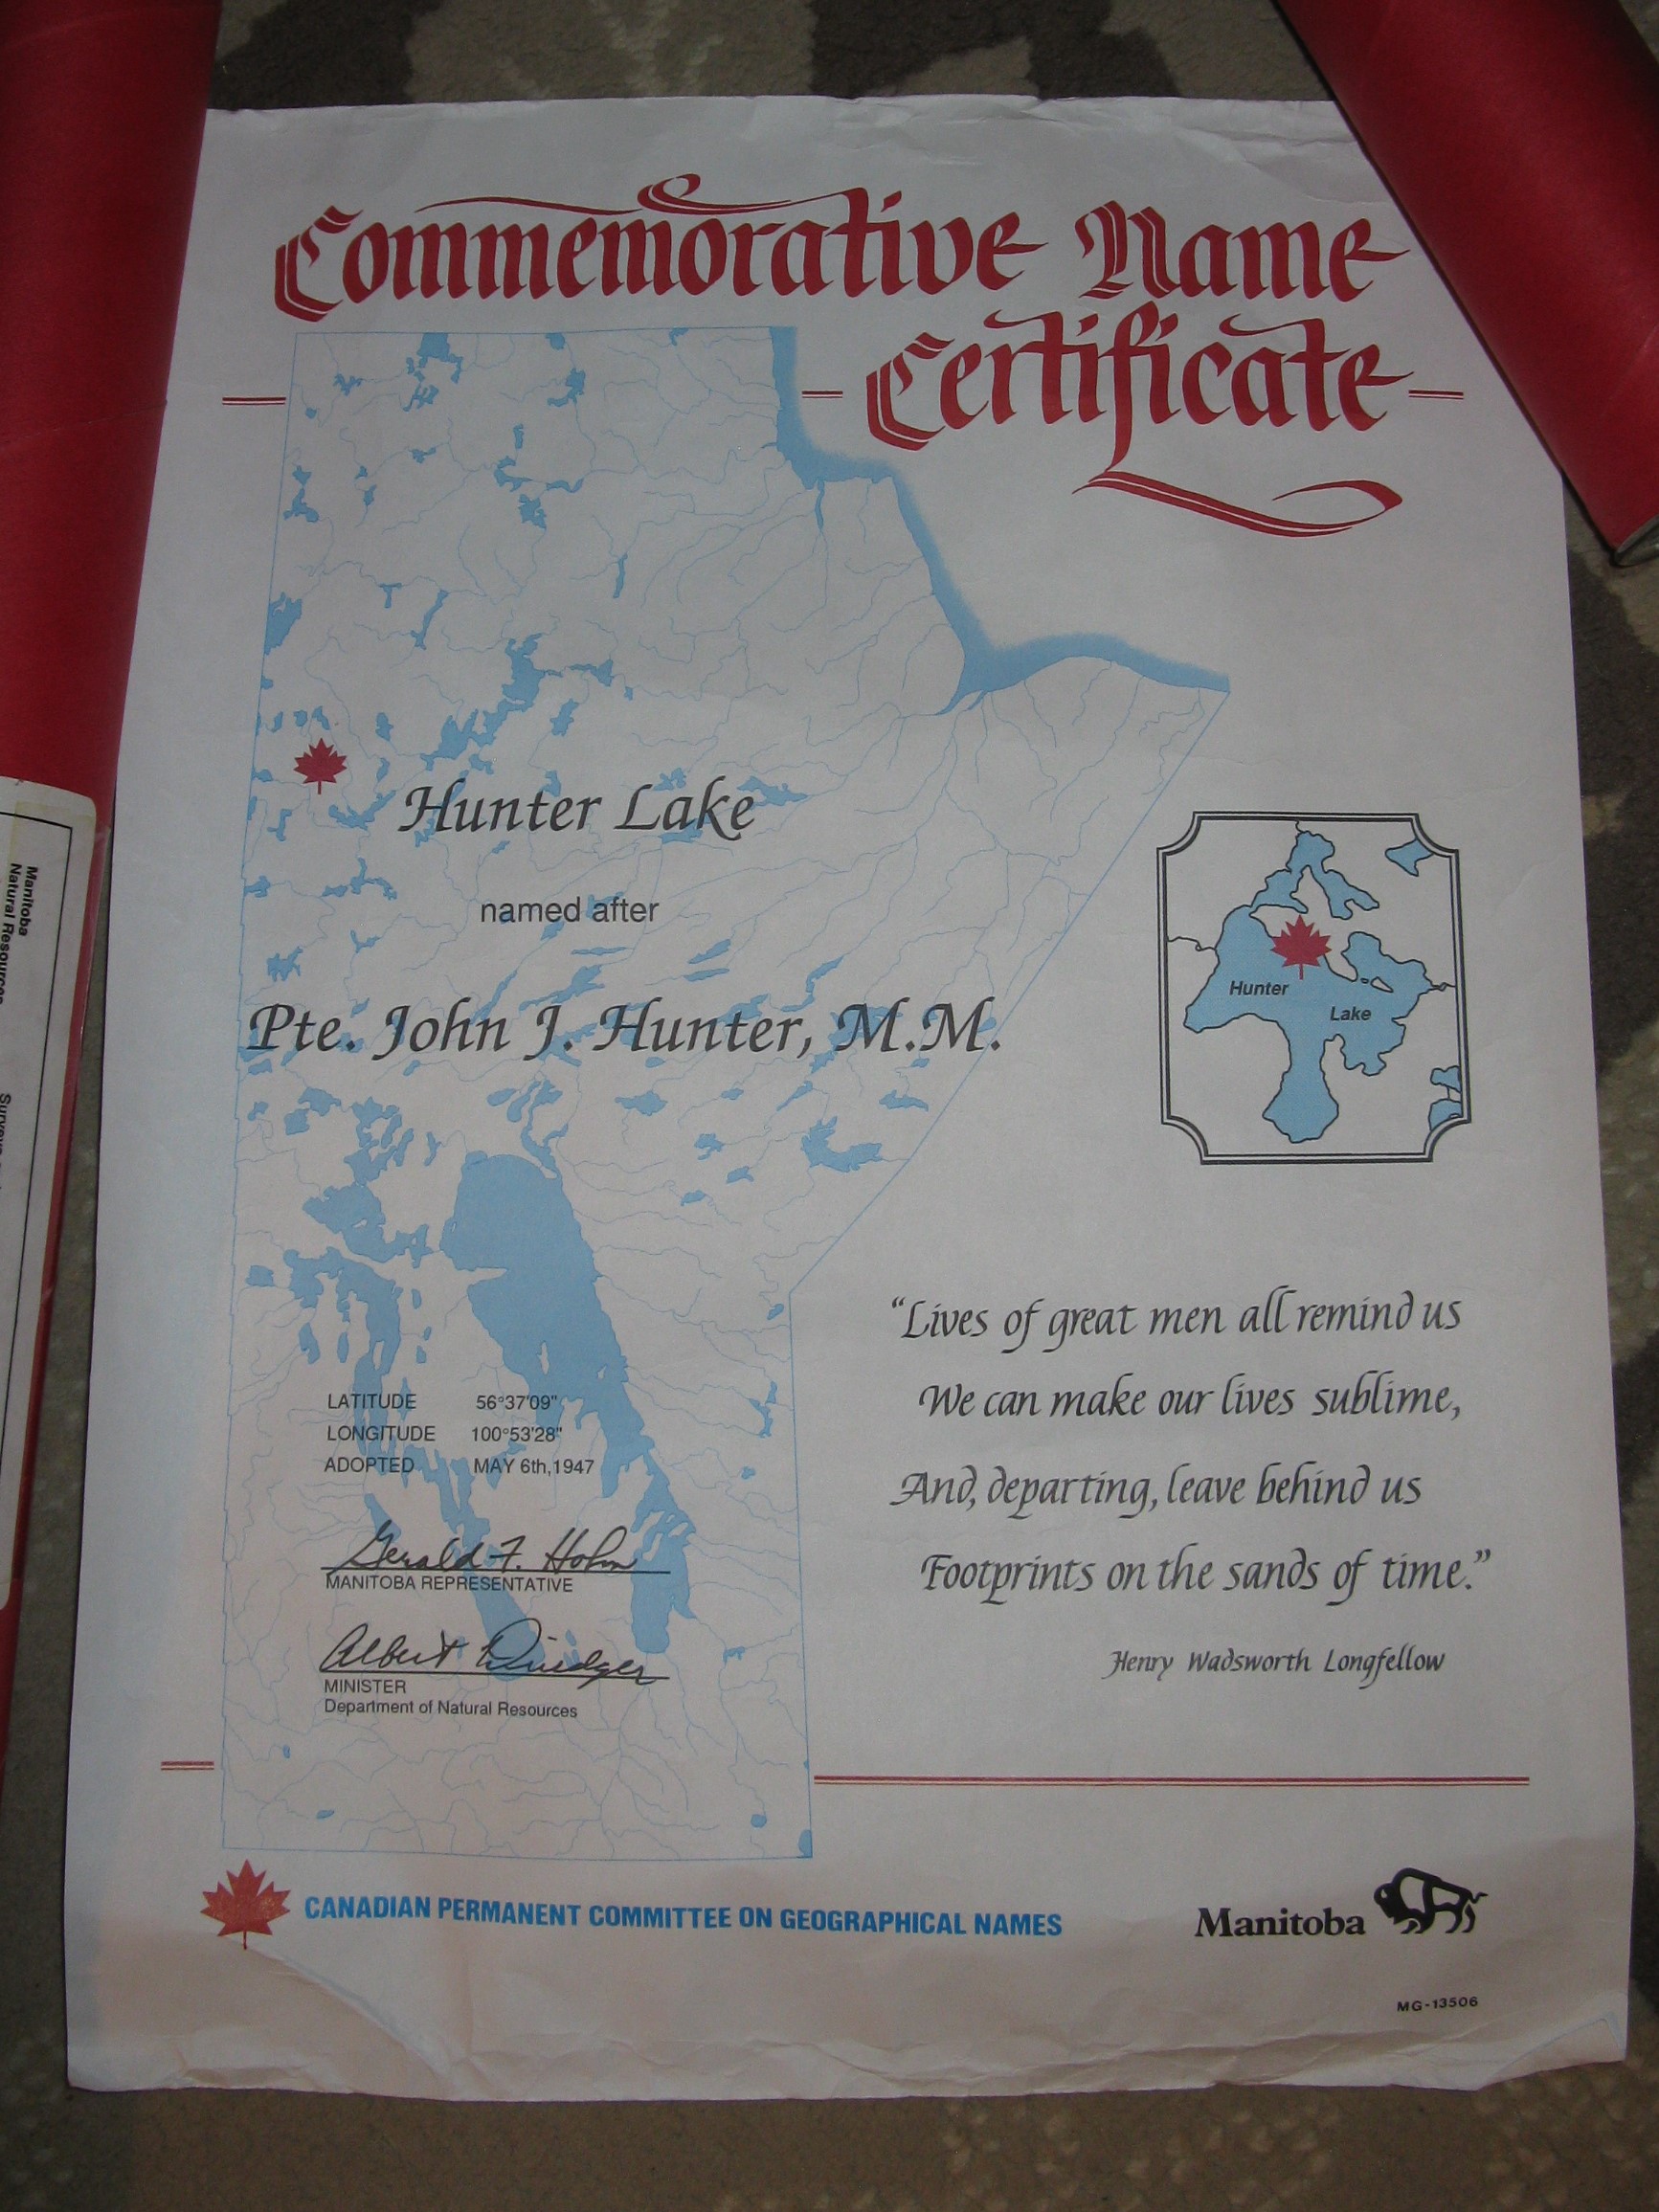 Commemorative Name
Certificate
Hunter Lake
named after
Pte. John J. Hunter, M.M.
Hunter
Lake
"Lives of great men all remind us
We can make our lives sublime,
And, departing, leave behind us
Footprints on the sands of time."
Henry Wadsworth Longfellow
LATITUDE 56°37'09"
LONGITUDE 100°53'28"
ADOPTED MAY 6th, 1947
Gerald F. Holm
MANITOBA REPRESENTATIVE
Albert Driedger
MINISTER
Department of Natural Resources
CANADIAN PERMANENT COMMITTEE ON GEOGRAPHICAL NAMES
Manitoba
MG-13506
Manitoba
Natural Resources